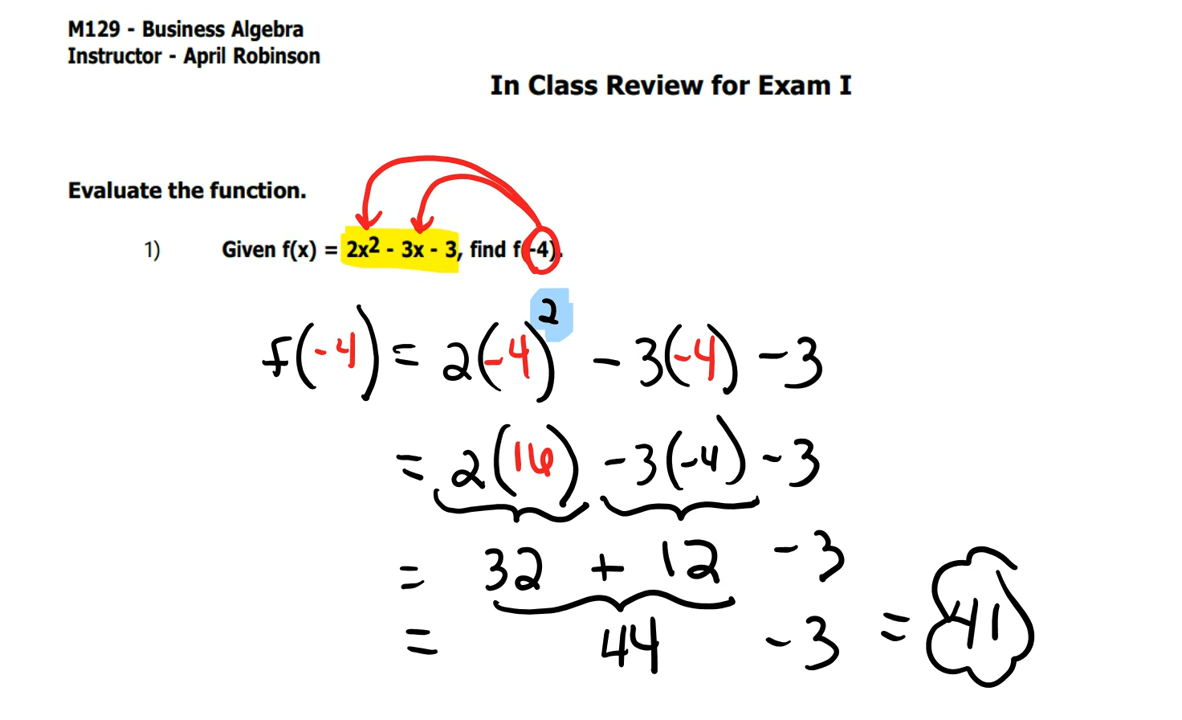 M129 - Business Algebra
Instructor - April Robinson
In Class Review for Exam I
Evaluate the function.
1) Given f(x) = 2x² - 3x - 3, find f(-4).
f(-4) = 2(-4)² - 3(-4) - 3
= 2(16) - 3(-4) - 3
= 32 + 12 - 3
= 44 - 3 = 41